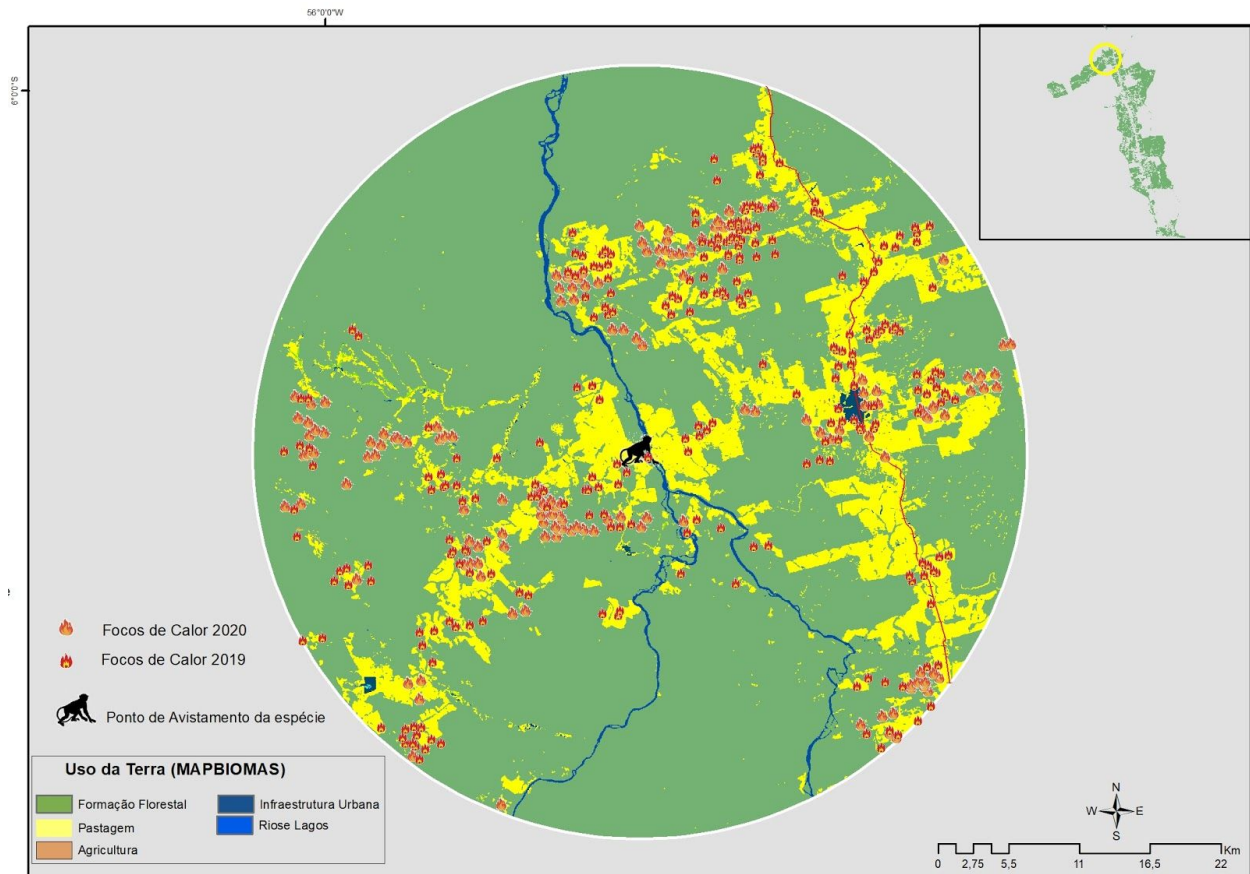 56°0'0"W
6°0'0"S
Focos de Calor 2020
Focos de Calor 2019
Ponto de Avistamento da espécie
Uso da Terra (MAPBIOMAS)
Formação Florestal
Infraestrutura Urbana
Pastagem
Riose Lagos
Agricultura
N
W E
S
Km
0 2,75 5,5 11 16,5 22